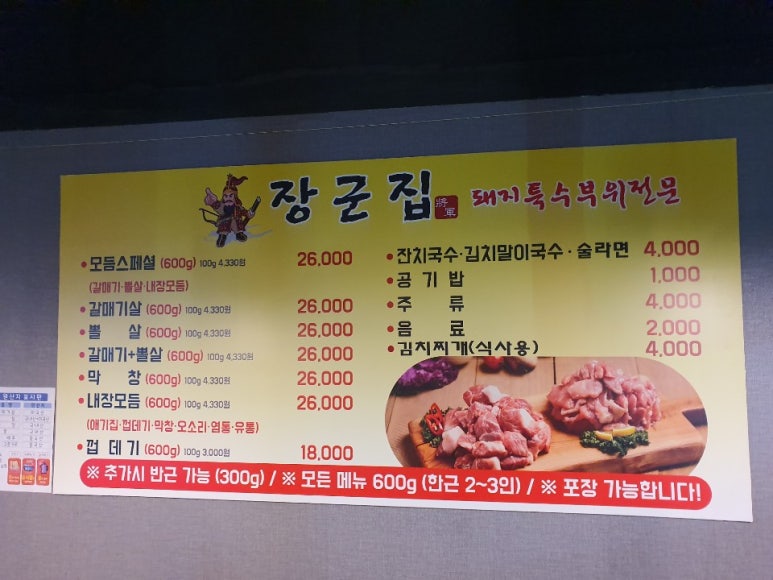 장군집 將軍 돼지특수부위전문
• 모듬스페셜 (600g) 100g 4,330원 26,000
(갈매기·뽈살·내장모듬)
• 갈매기살 (600g) 100g 4,330원 26,000
• 뽈 살 (600g) 100g 4,330원 26,000
• 갈매기+뽈살 (600g) 100g 4,330원 26,000
• 막 창 (600g) 100g 4,330원 26,000
• 내장모듬 (600g) 100g 4,330원 26,000
(애기집·껍데기·막창·오소리·염통·유통)
• 껍 데 기 (600g) 100g 3,000원 18,000
• 잔치국수·김치말이국수·술라면 4,000
• 공 기 밥 1,000
• 주 류 4,000
• 음 료 2,000
• 김치찌개(식사용) 4,000
※ 추가시 반근 가능 (300g) / ※ 모든 메뉴 600g (한근 2~3인) / ※ 포장 가능합니다!